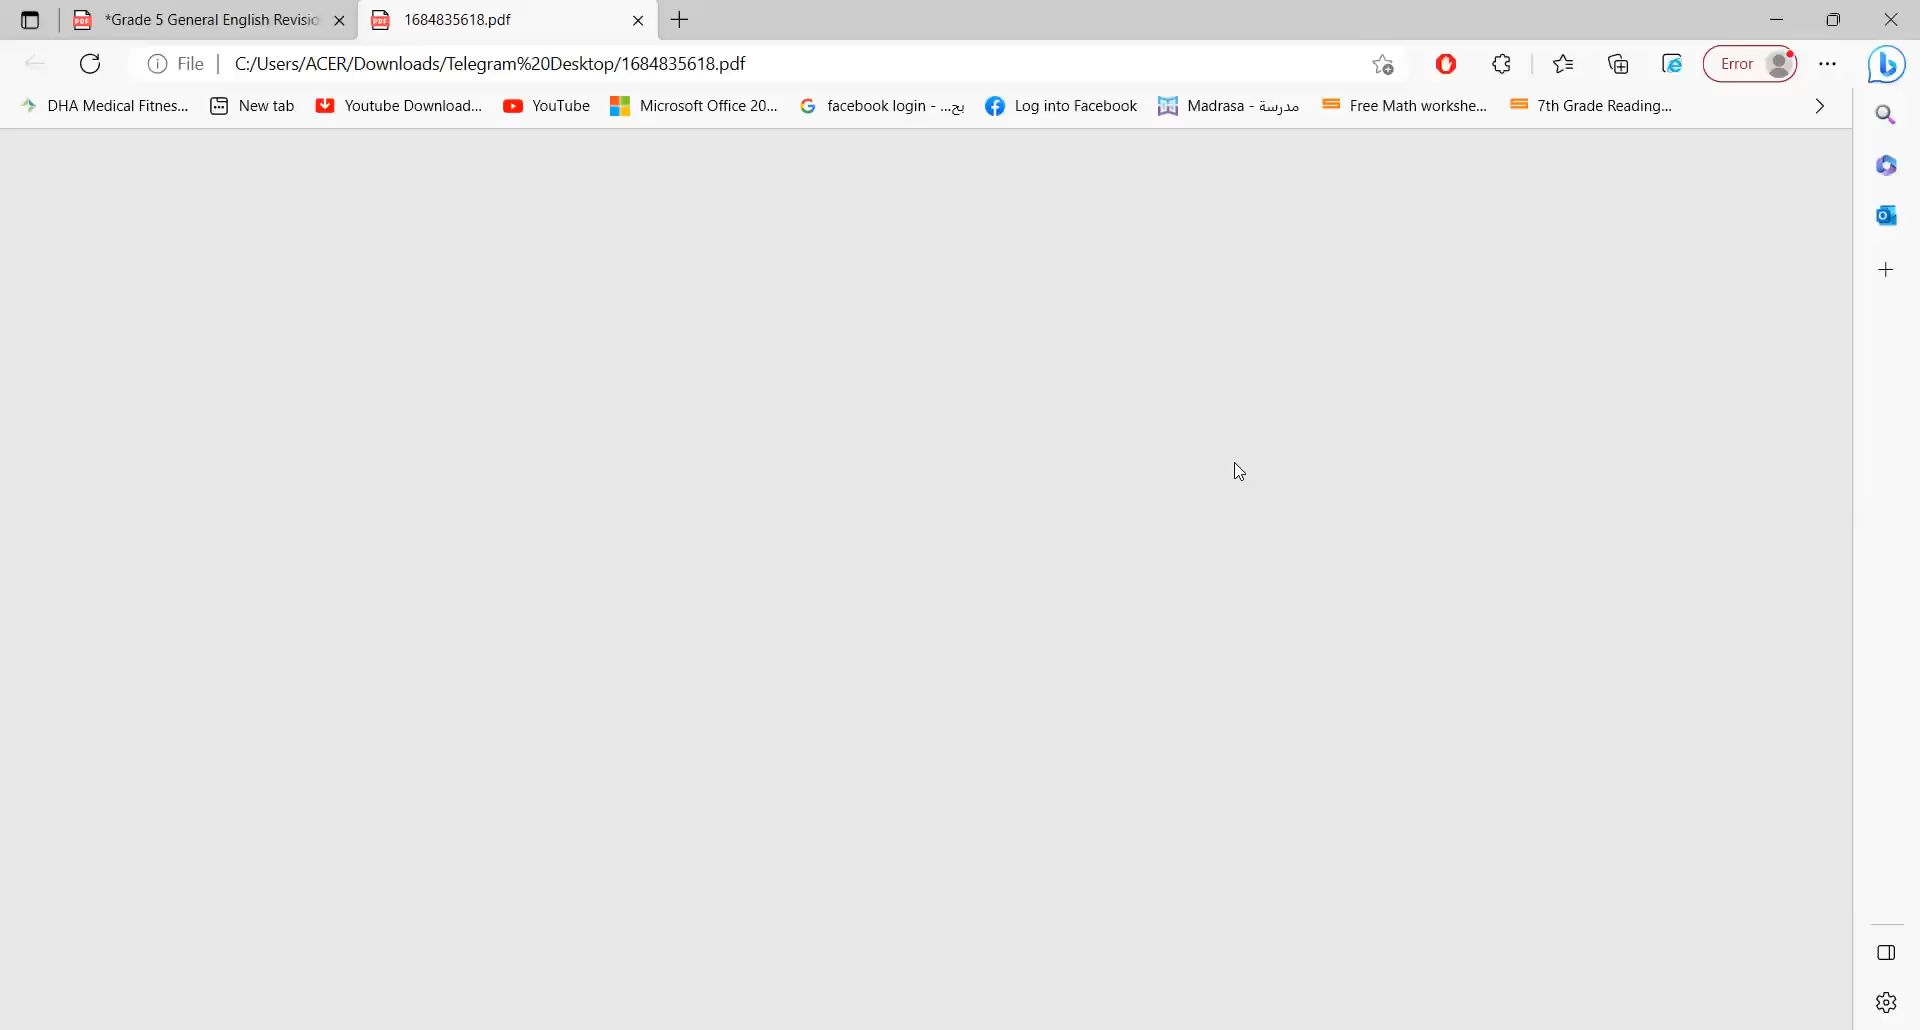 *Grade 5 General English Revisio
1684835618.pdf
File
C:/Users/ACER/Downloads/Telegram%20Desktop/1684835618.pdf
Error
DHA Medical Fitnes...
New tab
Youtube Download...
YouTube
Microsoft Office 20...
facebook login - ...بح
Log into Facebook
Madrasa - مدرسة
Free Math workshe...
7th Grade Reading...